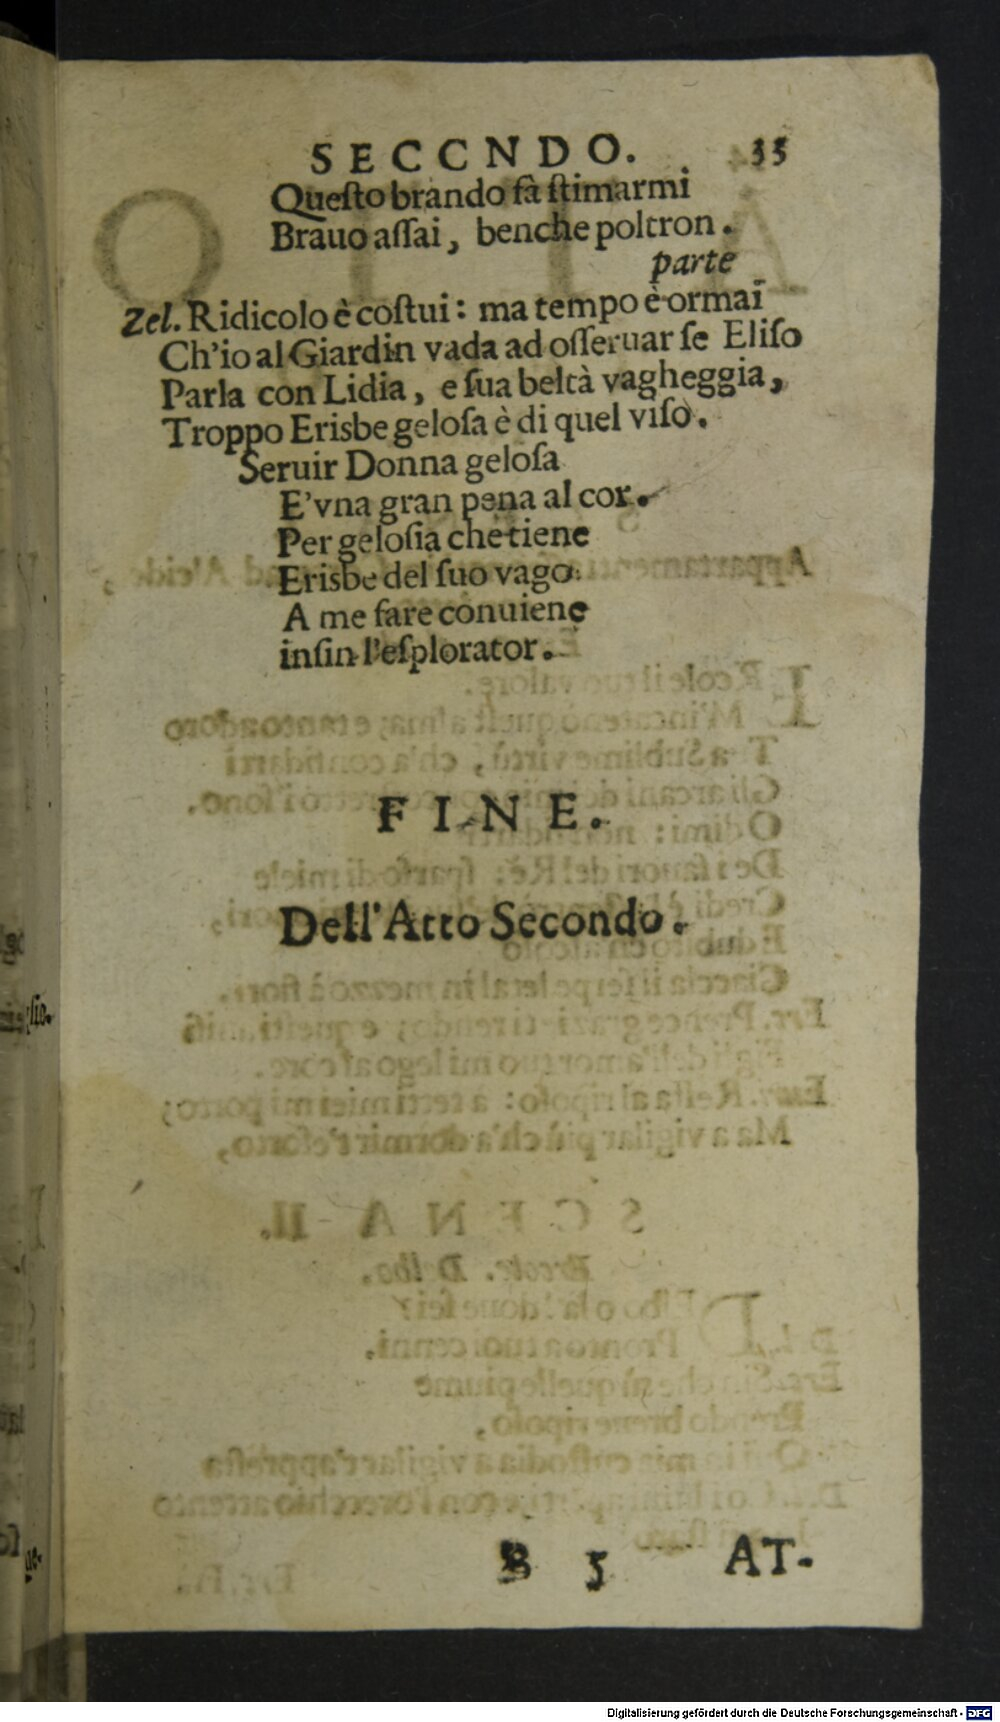 SECCNDO. 35
Queſto brando fà ſtimarmi
Brauo aſſai, benche poltron.
parte
Zel. Ridicolo è coſtui: ma tempo è ormai
Ch'io al Giardin vada ad oſſeruar ſe Eliſo
Parla con Lidia, e ſua beltà vagheggia,
Troppo Erisbe geloſa è di quel viſo.
Seruir Donna geloſa
E'vna gran pena al cor.
Per geloſia che tiene
Erisbe del ſuo vago
A me fare conuiene
inſin l'eſplorator.
FINE.
Dell'Atto Secondo.
B 5 AT-
Digitalisierung gefördert durch die Deutsche Forschungsgemeinschaft - DFG